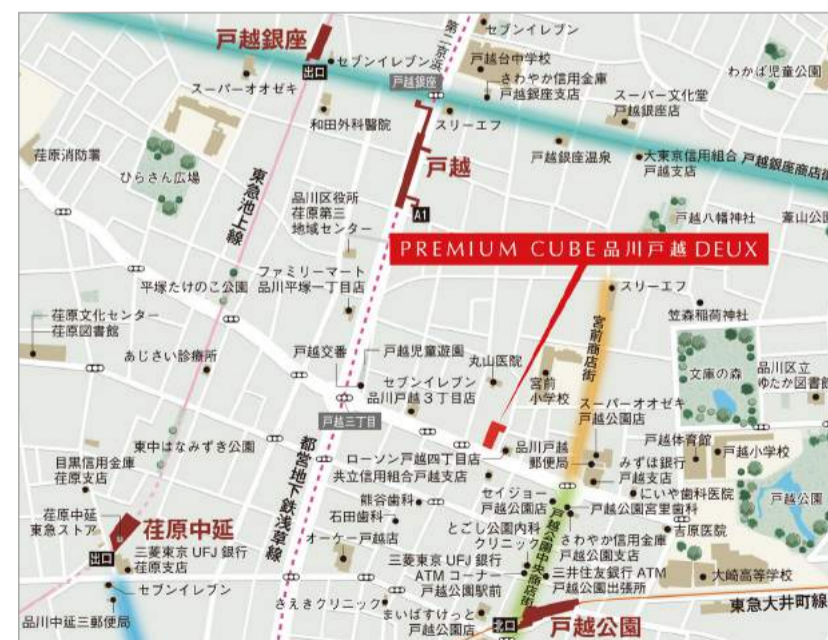 戸越銀座
出口
セブンイレブン
スーパーオオゼキ
第二京浜
セブンイレブン
戸越台中学校
戸越銀座
さわやか信用金庫
戸越銀座支店
スーパー文化堂
戸越銀座店
わかば児童公園
和田外科醫院
スリーエフ
荏原消防署
ひらさん広場
東急池上線
戸越
A1
戸越銀座温泉
大東京信用組合
戸越支店
戸越銀座商店街
品川区役所
荏原第三
地域センター
戸越八幡神社
韮山公
PREMIUM CUBE 品川戸越 DEUX
平塚たけのこ公園
ファミリーマート
品川平塚一丁目店
スリーエフ
笠森稲荷神社
荏原文化センター
荏原図書館
あじさい診療所
戸越交番
戸越児童遊園
丸山医院
宮前商店街
宮前
小学校
文庫の森
品川区立
ゆたか図書館
セブンイレブン
品川戸越3丁目店
スーパーオオゼキ
戸越公園店
戸越三丁目
東中はなみずき公園
都営地下鉄浅草線
ローソン戸越四丁目店
共立信用組合戸越支店
品川戸越
郵便局
戸越体育館
戸越小学校
みずほ銀行
戸越支店
目黒信用金庫
荏原支店
熊谷歯科
石田歯科
セイジョー
戸越公園店
にいや歯科医院
戸越公園宮里歯科
戸越公園
荏原中延
東急ストア
荏原中延
出口
オーケー戸越店
とごし公園内科
クリニック
さわやか信用金庫
戸越公園支店
吉原医院
三菱東京UFJ銀行
荏原支店
三菱東京UFJ銀行
ATMコーナー
戸越公園駅前
戸越公園中央商店街
三井住友銀行ATM
戸越公園出張所
大崎高等学校
セブンイレブン
品川中延三郵便局
さえきクリニック
まいばすけっと
戸越公園店
北口
戸越公園
東急大井町線